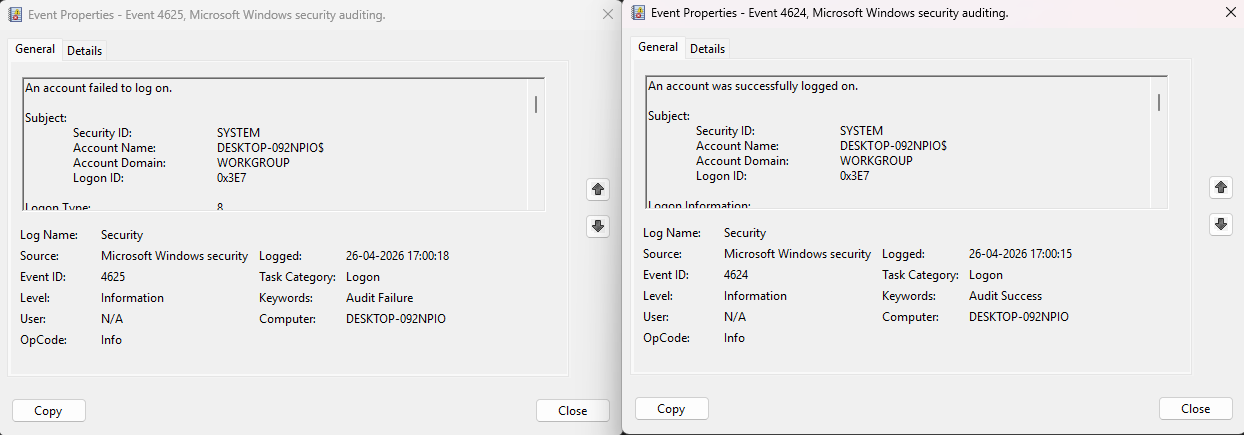 Event Properties - Event 4625, Microsoft Windows security auditing.
General Details
An account failed to log on.
Subject:
Security ID: SYSTEM
Account Name: DESKTOP-092NPIO$
Account Domain: WORKGROUP
Logon ID: 0x3E7
Logon Type: 8
Log Name: Security
Source: Microsoft Windows security Logged: 26-04-2026 17:00:18
Event ID: 4625 Task Category: Logon
Level: Information Keywords: Audit Failure
User: N/A Computer: DESKTOP-092NPIO
OpCode: Info
Copy Close
Event Properties - Event 4624, Microsoft Windows security auditing.
General Details
An account was successfully logged on.
Subject:
Security ID: SYSTEM
Account Name: DESKTOP-092NPIO$
Account Domain: WORKGROUP
Logon ID: 0x3E7
Logon Information:
Log Name: Security
Source: Microsoft Windows security Logged: 26-04-2026 17:00:15
Event ID: 4624 Task Category: Logon
Level: Information Keywords: Audit Success
User: N/A Computer: DESKTOP-092NPIO
OpCode: Info
Copy Close